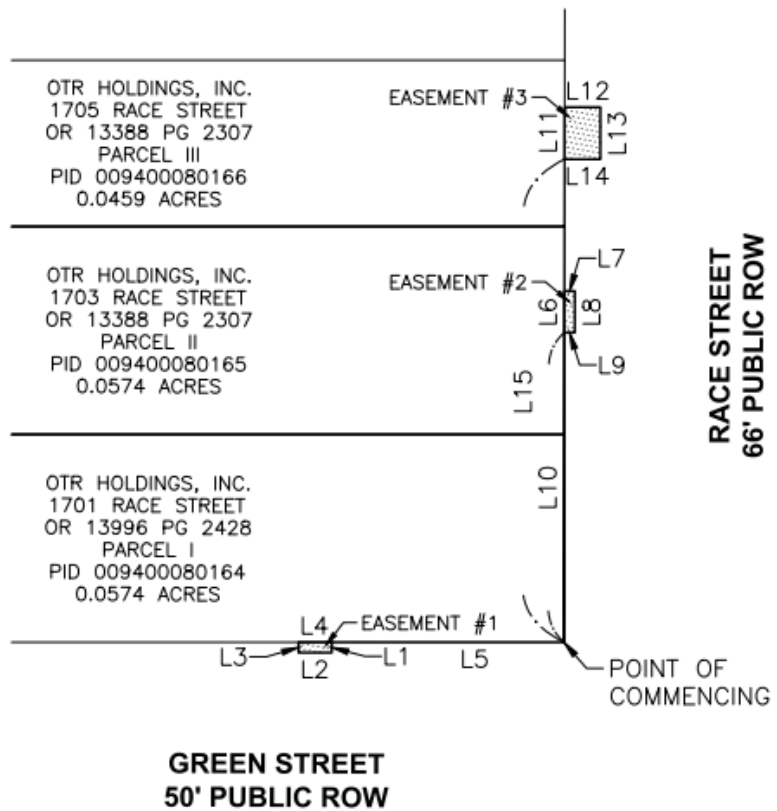 OTR HOLDINGS, INC.
1705 RACE STREET
OR 13388 PG 2307
PARCEL III
PID 009400080166
0.0459 ACRES
EASEMENT #3
L12
L11
L13
L14
OTR HOLDINGS, INC.
1703 RACE STREET
OR 13388 PG 2307
PARCEL II
PID 009400080165
0.0574 ACRES
EASEMENT #2
L7
L6
L8
L9
L15
RACE STREET
66' PUBLIC ROW
OTR HOLDINGS, INC.
1701 RACE STREET
OR 13996 PG 2428
PARCEL I
PID 009400080164
0.0574 ACRES
L10
L4
EASEMENT #1
L3
L2
L1
L5
POINT OF
COMMENCING
GREEN STREET
50' PUBLIC ROW